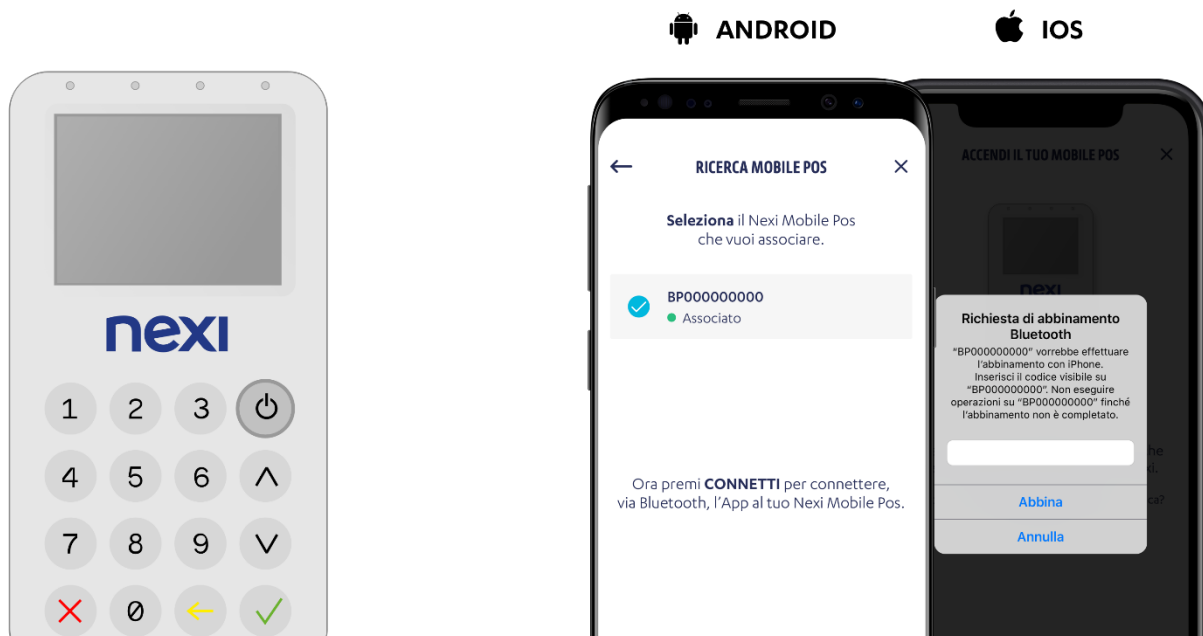 ANDROID
IOS
nexi
1 2 3
4 5 6
7 8 9
0
RICERCA MOBILE POS
Seleziona il Nexi Mobile Pos
che vuoi associare.
BP000000000
Associato
Ora premi CONNETTI per connettere,
via Bluetooth, l'App al tuo Nexi Mobile Pos.
ACCENDI IL TUO MOBILE POS
nexi
Richiesta di abbinamento
Bluetooth
“BP000000000” vorrebbe effettuare
l'abbinamento con iPhone.
Inserisci il codice visibile su
“BP000000000”. Non eseguire
operazioni su “BP000000000” finché
l'abbinamento non è completato.
Abbina
Annulla